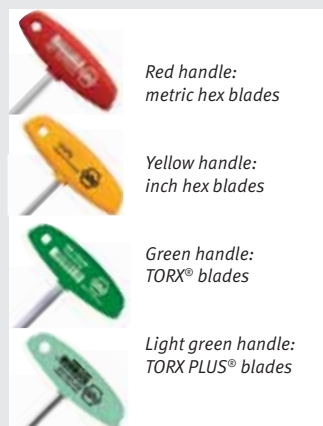 Red handle:
metric hex blades
Yellow handle:
inch hex blades
Green handle:
TORX® blades
Light green handle:
TORX PLUS® blades